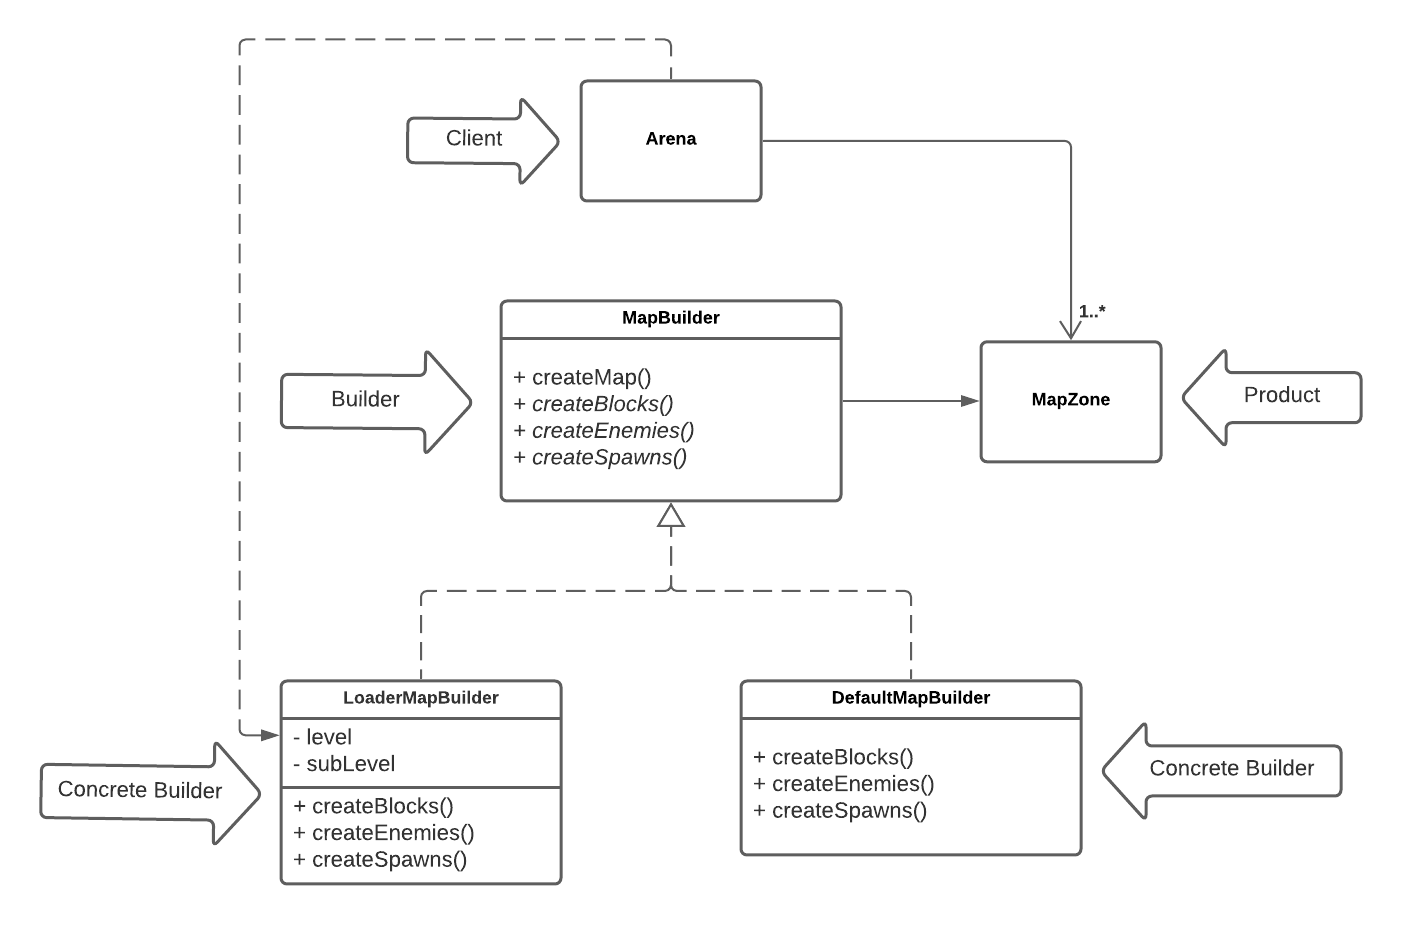 Client
Arena
1..*
MapBuilder
+ createMap()
+ createBlocks()
+ createEnemies()
+ createSpawns()
Builder
MapZone
Product
LoaderMapBuilder
- level
- subLevel
+ createBlocks()
+ createEnemies()
+ createSpawns()
Concrete Builder
DefaultMapBuilder
+ createBlocks()
+ createEnemies()
+ createSpawns()
Concrete Builder